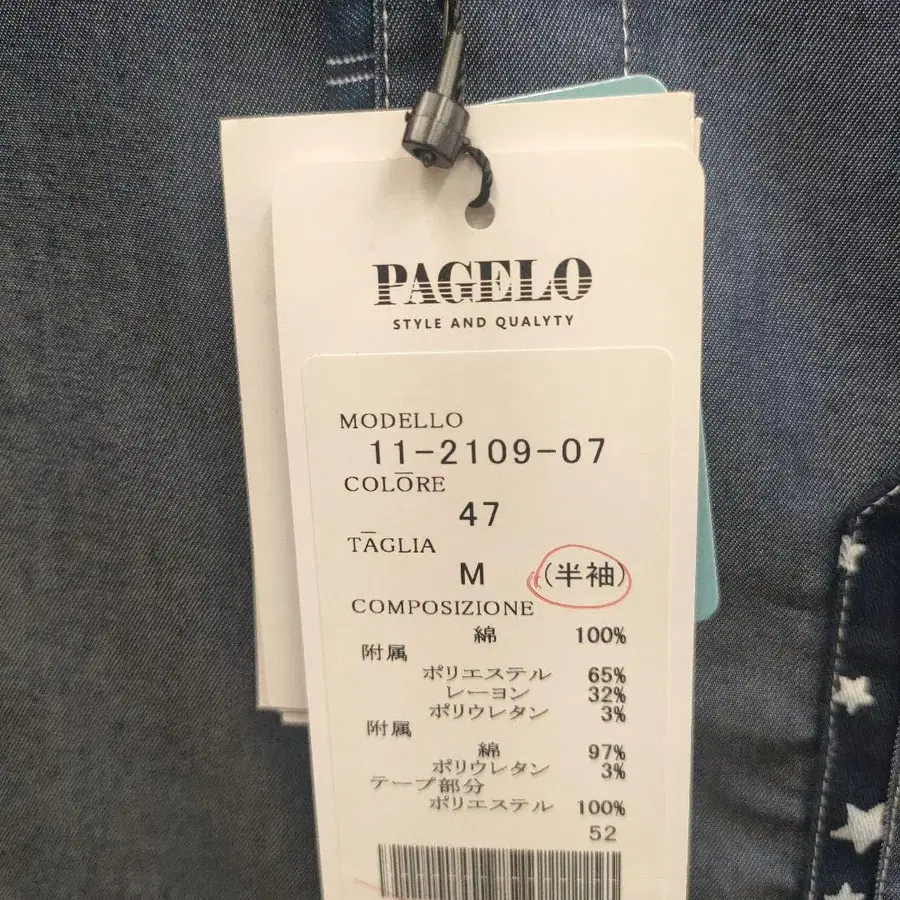 PAGELO
STYLE AND QUALYTY
MODELLO
11-2109-07
COLORE
47
TAGLIA
M (半袖)
COMPOSIZIONE
綿 100%
附属
ポリエステル 65%
レーヨン 32%
ポリウレタン 3%
附属
綿 97%
ポリウレタン 3%
テープ部分
ポリエステル 100%
52